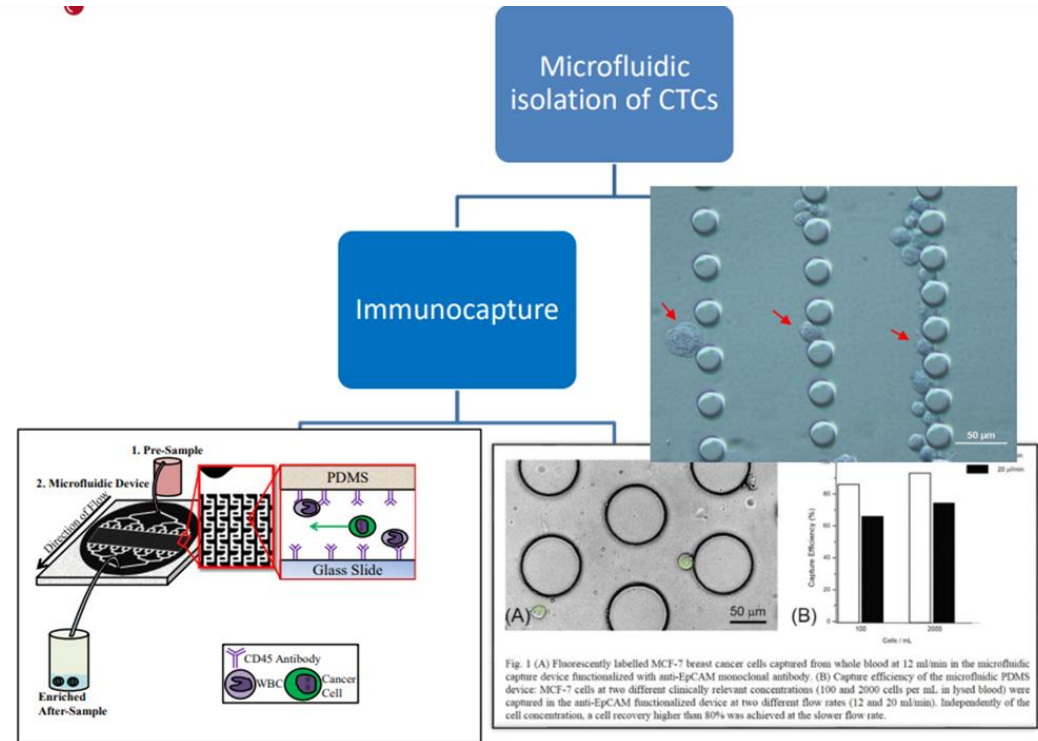 Microfluidic
isolation of CTCs
Immunocapture
50 µm
1. Pre-Sample
2. Microfluidic Device
Direction of Flow
PDMS
Glass Slide
Enriched
After-Sample
CD45 Antibody
WBC
Cancer
Cell
(A)
50 µm
(B)
20 µl/min
Capture Efficiency (%)
80
60
40
20
0
100
2000
Cells / mL
Fig. 1 (A) Fluorescently labelled MCF-7 breast cancer cells captured from whole blood at 12 ml/min in the microfluidic
capture device functionalized with anti-EpCAM monoclonal antibody. (B) Capture efficiency of the microfluidic PDMS
device: MCF-7 cells at two different clinically relevant concentrations (100 and 2000 cells per mL in lysed blood) were
captured in the anti-EpCAM functionalized device at two different flow rates (12 and 20 ml/min). Independently of the
cell concentration, a cell recovery higher than 80% was achieved at the slower flow rate.